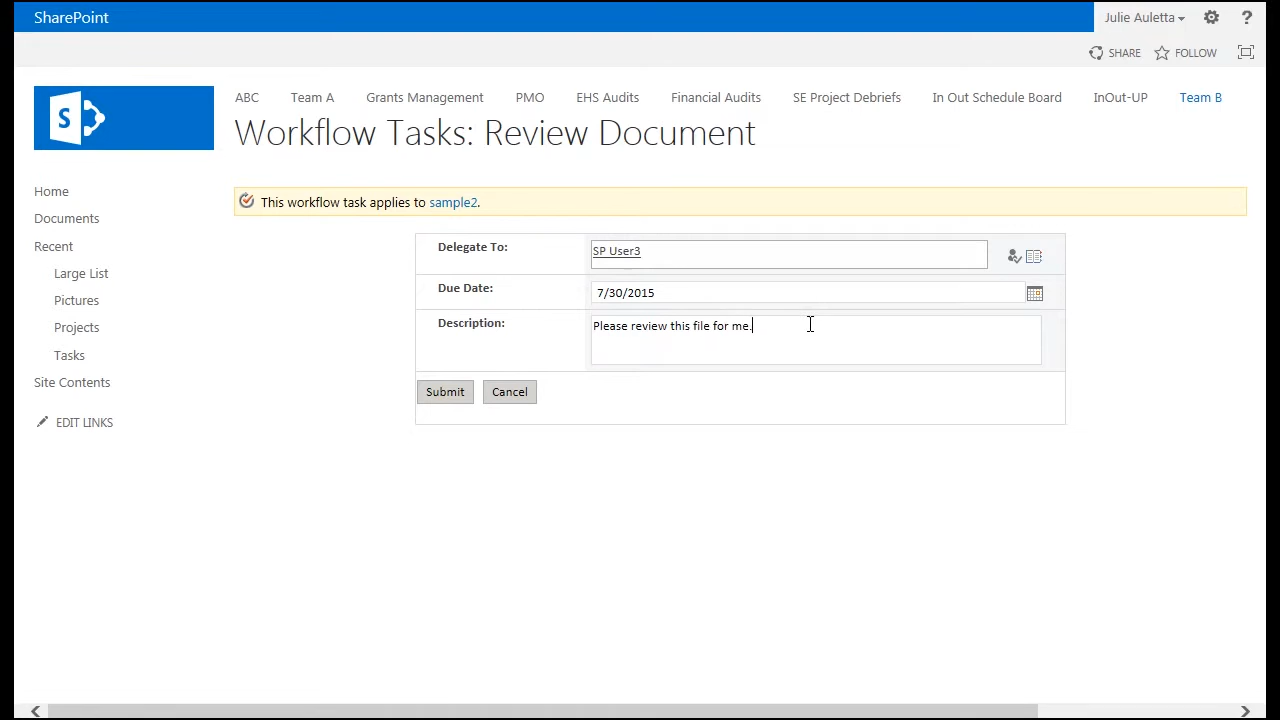 SharePoint
Julie Auletta
?
SHARE
FOLLOW
S
ABC Team A Grants Management PMO EHS Audits Financial Audits SE Project Debriefs In Out Schedule Board InOut-UP Team B
Workflow Tasks: Review Document
Home
Documents
Recent
Large List
Pictures
Projects
Tasks
Site Contents
EDIT LINKS
This workflow task applies to sample2.
Delegate To: SP User3
Due Date: 7/30/2015
Description: Please review this file for me.
Submit Cancel